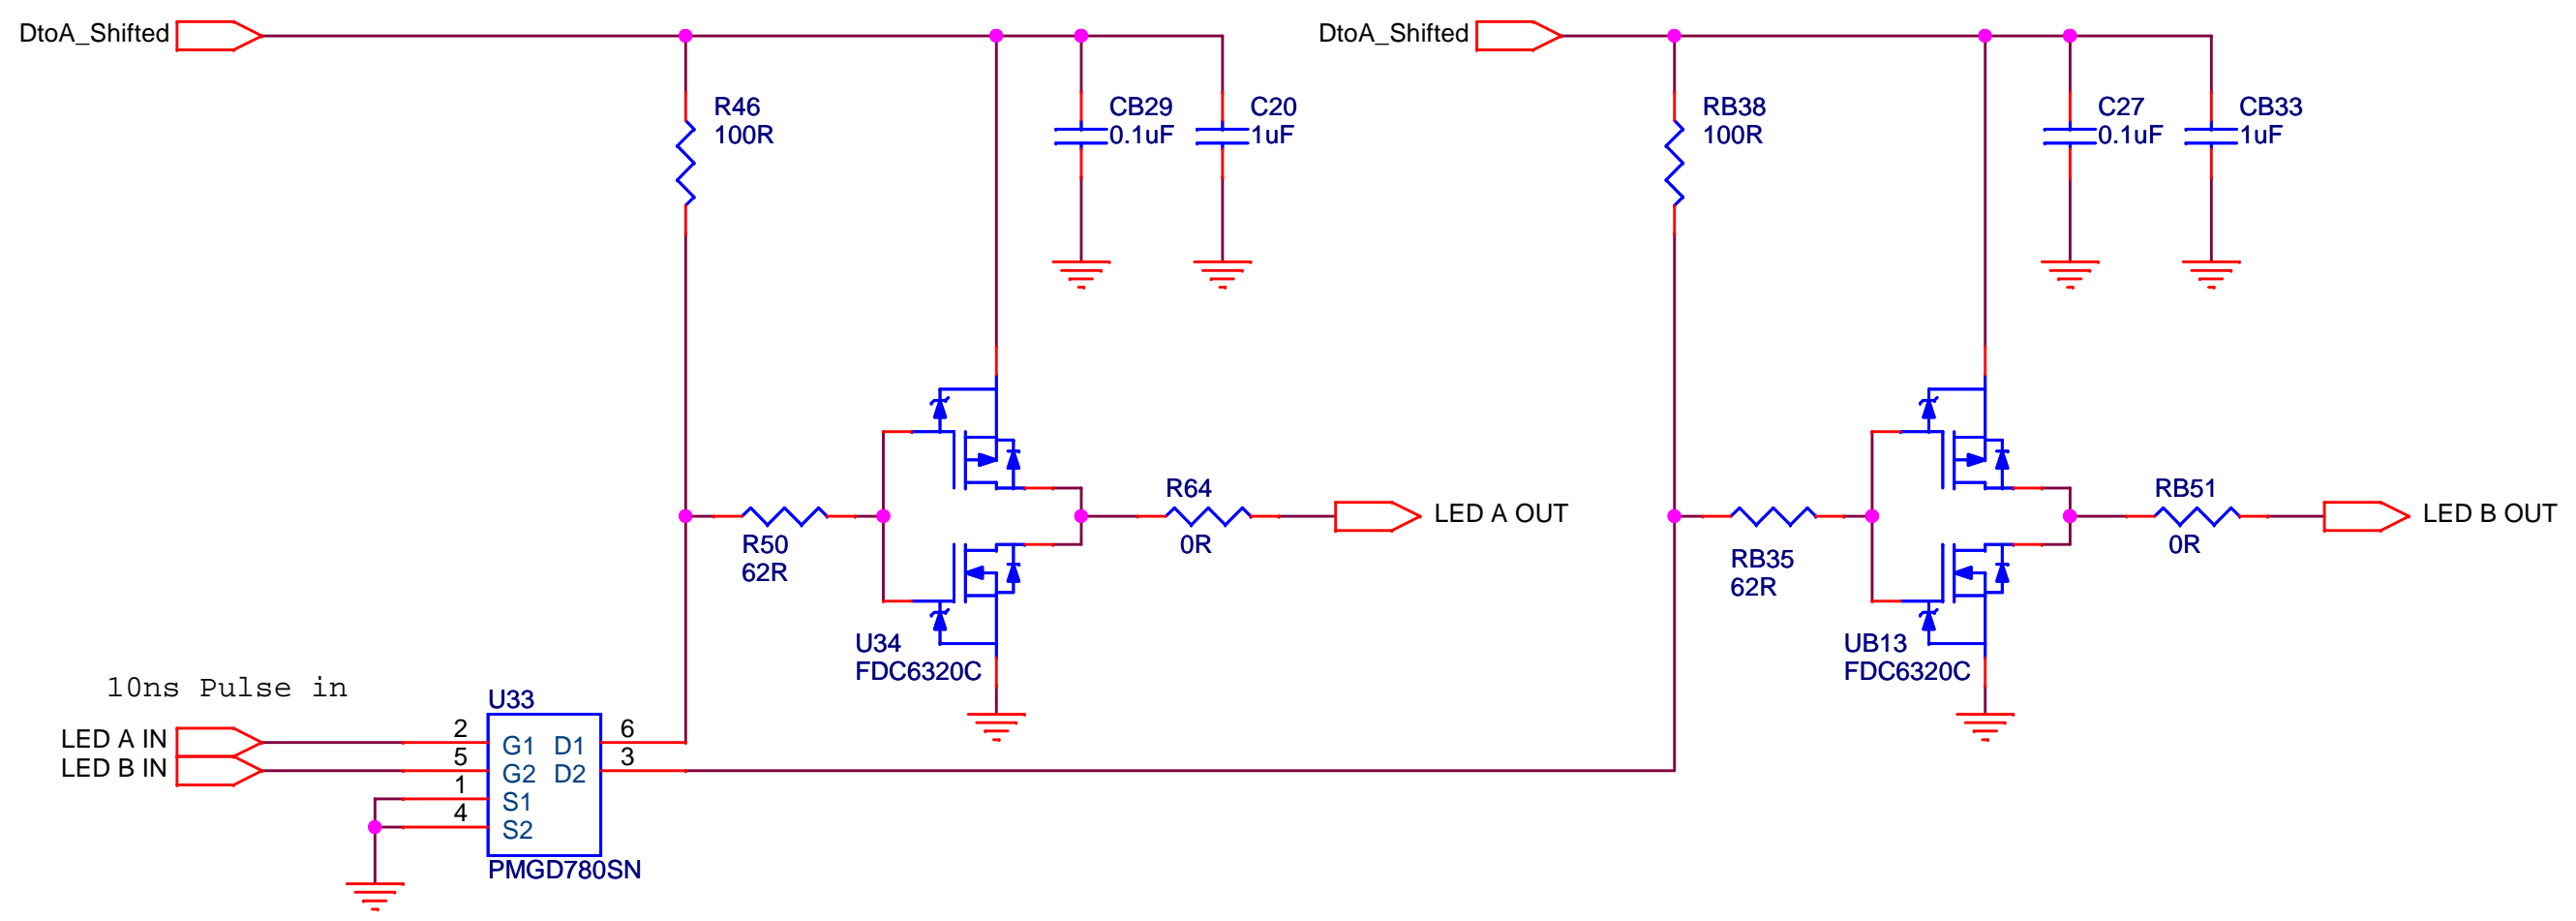 DtoA_Shifted
DtoA_Shifted
R46
100R
CB29
0.1uF
C20
1uF
RB38
100R
C27
0.1uF
CB33
1uF
R50
62R
R64
0R
LED A OUT
RB35
62R
RB51
0R
LED B OUT
U34
FDC6320C
UB13
FDC6320C
10ns Pulse in
U33
LED A IN
LED B IN
2
5
1
4
G1 D1
G2 D2
S1
S2
6
3
PMGD780SN